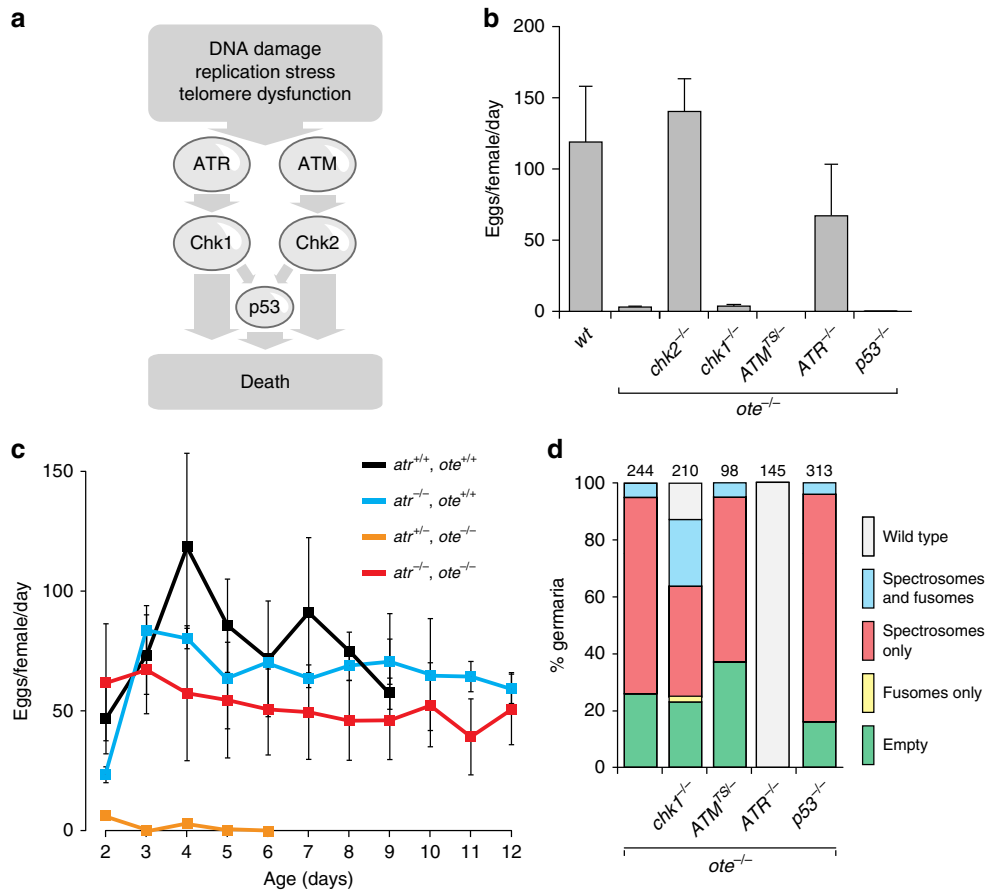 a
DNA damage
replication stress
telomere dysfunction
ATR
ATM
Chk1
Chk2
p53
Death
b
Eggs/female/day
200
150
100
50
0
wt
chk2⁻/⁻
chk1⁻/⁻
ATMᵀˢ/⁻
ATR⁻/⁻
p53⁻/⁻
ote⁻/⁻
c
Eggs/female/day
150
100
50
0
atr⁺/⁺, ote⁺/⁺
atr⁻/⁻, ote⁺/⁺
atr⁺/⁻, ote⁻/⁻
atr⁻/⁻, ote⁻/⁻
2 3 4 5 6 7 8 9 10 11 12
Age (days)
d
% germaria
100
80
60
40
20
0
244 210 98 145 313
chk1⁻/⁻
ATMᵀˢ/⁻
ATR⁻/⁻
p53⁻/⁻
ote⁻/⁻
Wild type
Spectrosomes
and fusomes
Spectrosomes
only
Fusomes only
Empty